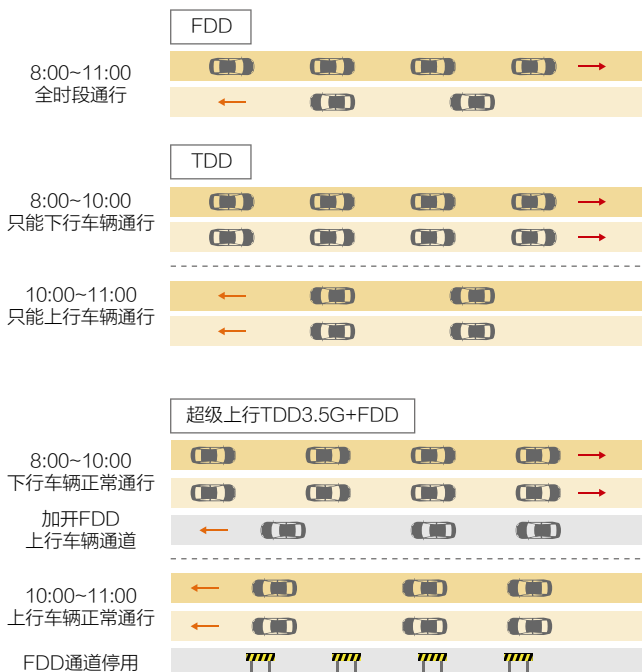 FDD
8:00~11:00
全时段通行
TDD
8:00~10:00
只能下行车辆通行
10:00~11:00
只能上行车辆通行
超级上行TDD3.5G+FDD
8:00~10:00
下行车辆正常通行
加开FDD
上行车辆通道
10:00~11:00
上行车辆正常通行
FDD通道停用